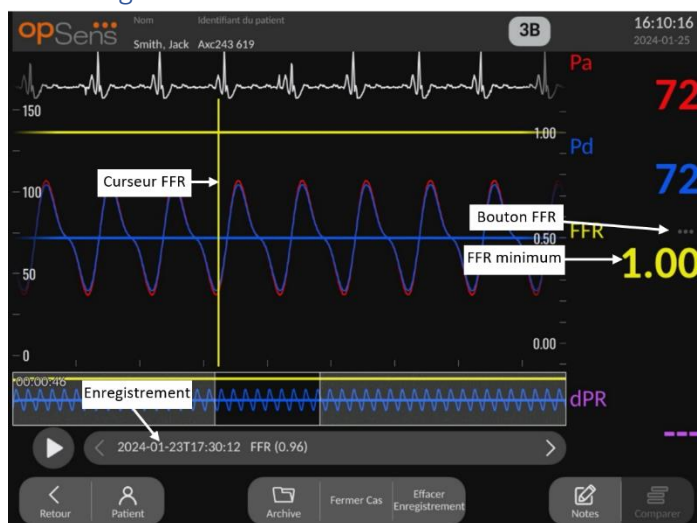 opSens
Nom
Identifiant du patient
Smith, Jack
Axc243 619
3B
16:10:16
2024-01-25
Pa
72
150
1.00
Pd
72
100
Curseur FFR
Bouton FFR
...
0.50
FFR
FFR minimum
1.00
50
0.00
0
00:00:46
Enregistrement
dPR
---
2024-01-23T17:30:12 FFR (0.96)
Retour
Patient
Archive
Fermer Cas
Effacer
Enregistrement
Notes
Comparer